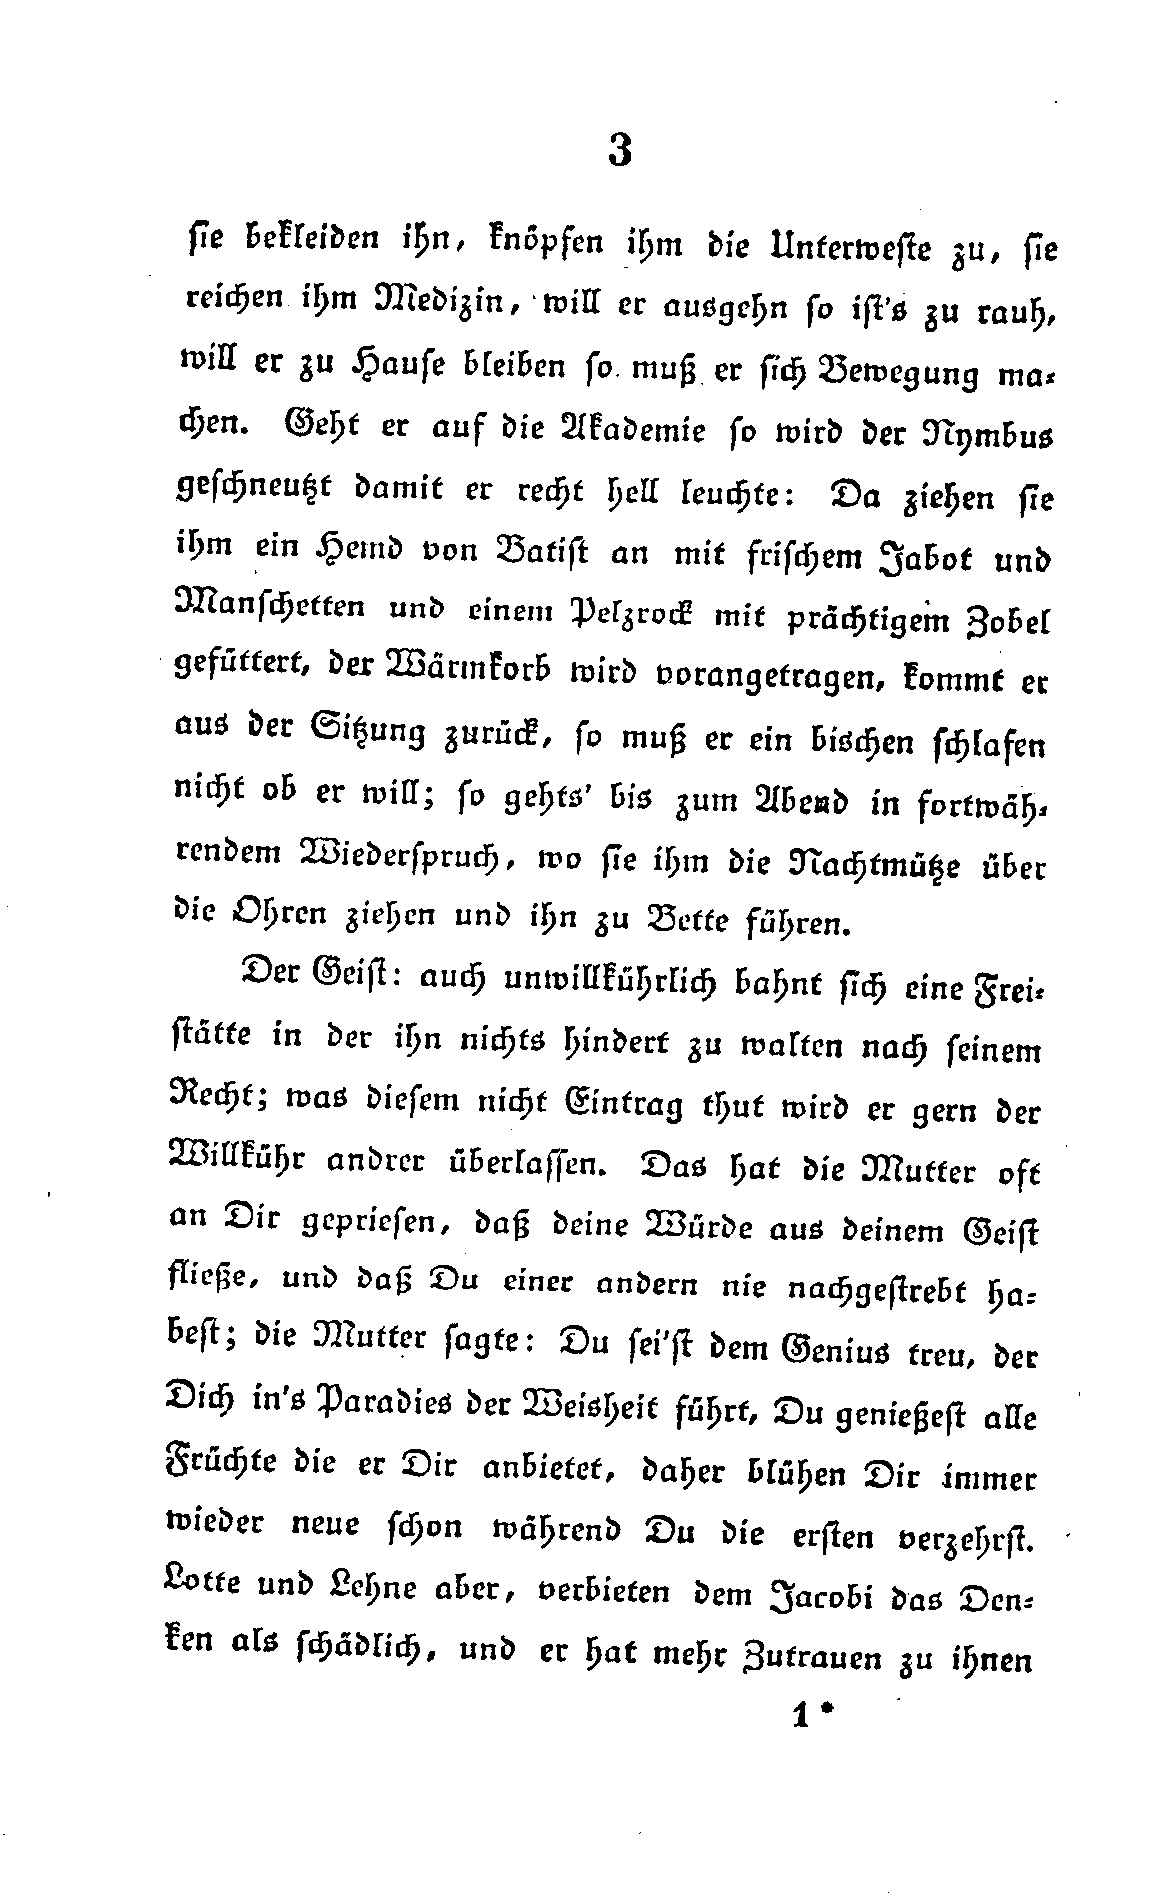 3
ſie bekleiden ihn, knöpfen ihm die Unterweſte zu, ſie
reichen ihm Medizin, will er ausgehn ſo iſt's zu rauh,
will er zu Hauſe bleiben ſo muß er ſich Bewegung ma⸗
chen. Geht er auf die Akademie ſo wird der Nymbus
geſchneutzt damit er recht hell leuchte: Da ziehen ſie
ihm ein Hemd von Batiſt an mit friſchem Jabot und
Manſchetten und einem Pelzrock mit prächtigem Zobel
gefüttert, der Wärmkorb wird vorangetragen, kommt er
aus der Sitzung zurück, ſo muß er ein bischen ſchlafen
nicht ob er will; ſo gehts' bis zum Abend in fortwäh⸗
rendem Wiederſpruch, wo ſie ihm die Nachtmütze über
die Ohren ziehen und ihn zu Bette führen.
Der Geiſt: auch unwillkührlich bahnt ſich eine Frei⸗
ſtätte in der ihn nichts hindert zu walten nach ſeinem
Recht; was dieſem nicht Eintrag thut wird er gern der
Willkühr andrer überlaſſen. Das hat die Mutter oft
an Dir geprieſen, daß deine Würde aus deinem Geiſt
fließe, und daß Du einer andern nie nachgeſtrebt ha⸗
beſt; die Mutter ſagte: Du ſei'ſt dem Genius treu, der
Dich in's Paradies der Weisheit führt, Du genießeſt alle
Früchte die er Dir anbietet, daher blühen Dir immer
wieder neue ſchon während Du die erſten verzehrſt.
Lotte und Lehne aber, verbieten dem Jacobi das Den⸗
ken als ſchädlich, und er hat mehr Zutrauen zu ihnen
1*